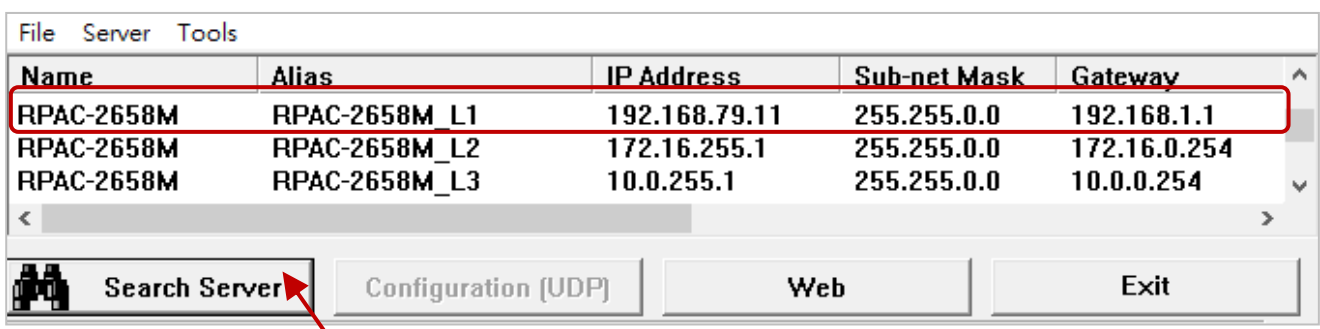 File Server Tools
Name Alias IP Address Sub-net Mask Gateway
RPAC-2658M RPAC-2658M_L1 192.168.79.11 255.255.0.0 192.168.1.1
RPAC-2658M RPAC-2658M_L2 172.16.255.1 255.255.0.0 172.16.0.254
RPAC-2658M RPAC-2658M_L3 10.0.255.1 255.255.0.0 10.0.0.254
Search Server Configuration (UDP) Web Exit